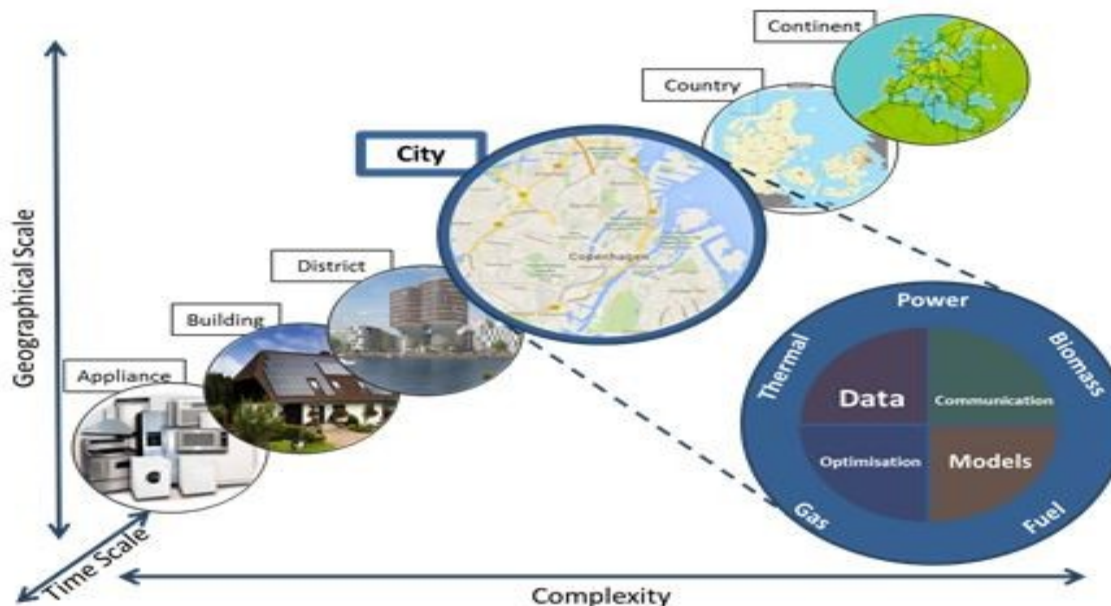 Continent
Country
City
District
Building
Appliance
Geographical Scale
Time Scale
Complexity
Copenhagen
Power
Thermal
Biomass
Data
Communication
Optimisation
Models
Gas
Fuel